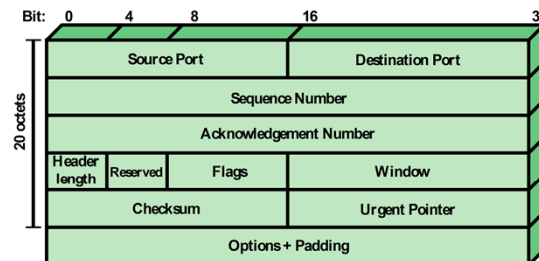 Bit: 0 4 8 16 3
Source Port Destination Port
Sequence Number
Acknowledgement Number
Header length Reserved Flags Window
Checksum Urgent Pointer
Options + Padding
20 octets